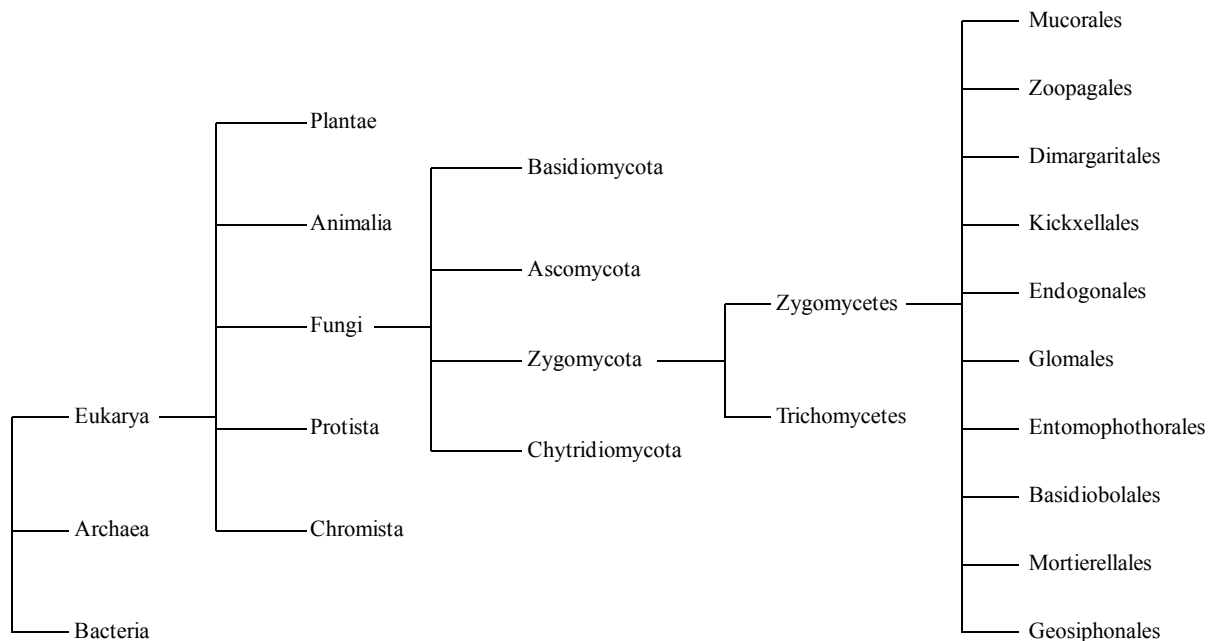 Mucorales
Zoopagales
Plantae
Dimargaritales
Basidiomycota
Animalia
Kickxellales
Ascomycota
Endogonales
Zygomycetes
Fungi
Zygomycota
Glomales
Eukarya
Trichomycetes
Protista
Entomophothorales
Chytridiomycota
Basidiobolales
Archaea
Chromista
Mortierellales
Bacteria
Geosiphonales